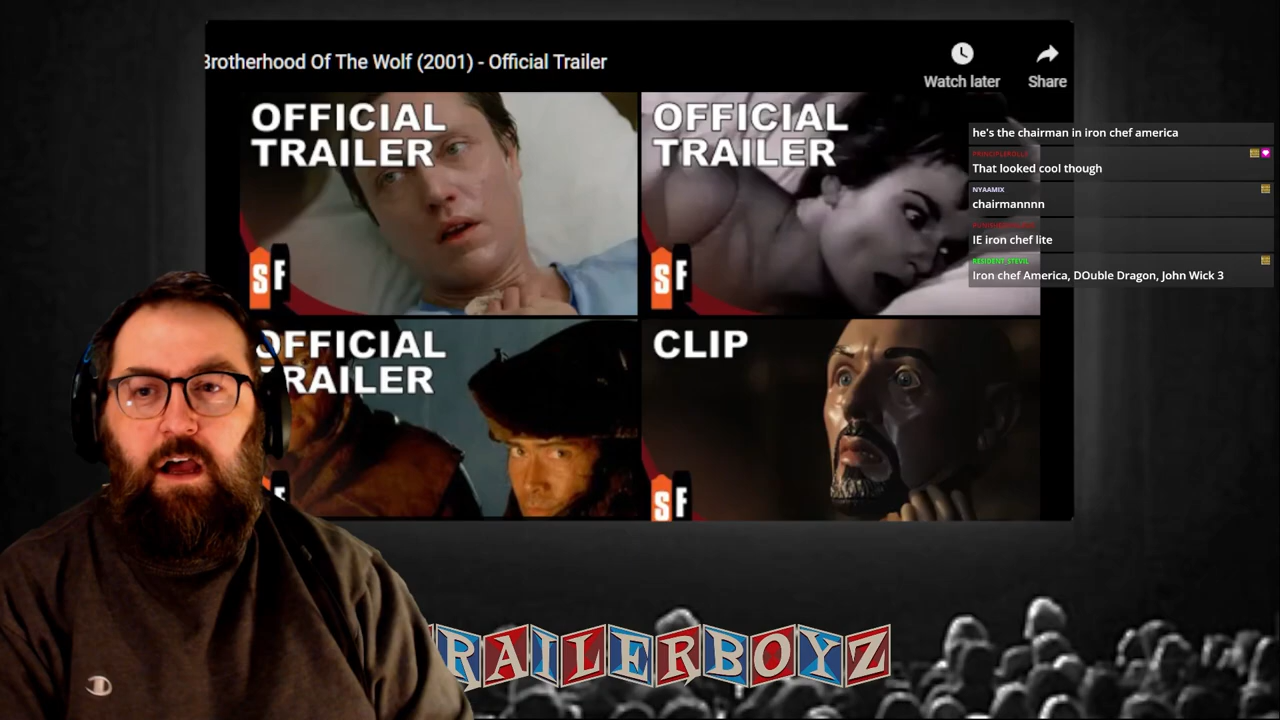 Brotherhood Of The Wolf (2001) - Official Trailer
Watch later
Share
OFFICIAL
TRAILER
SF
OFFICIAL
TRAILER
SF
OFFICIAL
TRAILER
CLIP
SF
he's the chairman in iron chef america
That looked cool though
NYAAMIX
chairmannnn
IE iron chef lite
RESIDENT_STEVIL
Iron chef America, DOuble Dragon, John Wick 3
RAILERBOYZ